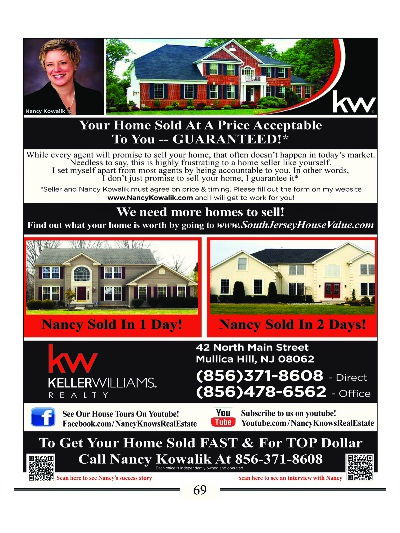 Nancy Kowalik
kw
Your Home Sold At A Price Acceptable
To You -- GUARANTEED!*
While every agent will promise to sell your home, that often doesn't happen in today's market.
Needless to say, this is highly frustrating to a home seller like yourself.
I set myself apart from most agents by being accountable to you. In other words,
I don't just promise to sell your home, I guarantee it*
*Seller and Nancy Kowalik must agree on price & timing. Please fill out the form on my website
www.NancyKowalik.com and I will get to work for you!
We need more homes to sell!
Find out what your home is worth by going to www.SouthJerseyHouseValue.com
Nancy Sold In 1 Day!
Nancy Sold In 2 Days!
kw
KELLERWILLIAMS.
REALTY
42 North Main Street
Mullica Hill, NJ 08062
(856)371-8608 - Direct
(856)478-6562 - Office
f
See Our House Tours On Youtube!
Facebook.com/NancyKnowsRealEstate
You
Tube
Subscribe to us on youtube!
Youtube.com/NancyKnowsRealEstate
To Get Your Home Sold FAST & For TOP Dollar
Call Nancy Kowalik At 856-371-8608
Each office is independently owned and operated
Scan here to see Nancy's success story
Scan here to see an interview with Nancy
69